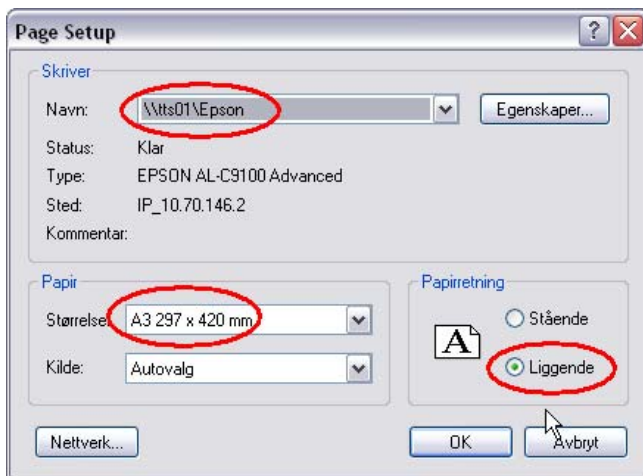 Page Setup
Skriver
Navn: \\tts01\Epson Egenskaper...
Status: Klar
Type: EPSON AL-C9100 Advanced
Sted: IP_10.70.146.2
Kommentar:
Papir
Størrelse: A3 297 x 420 mm
Kilde: Autovalg
Papirretning
A
Stående
Liggende
Nettverk... OK Avbryt